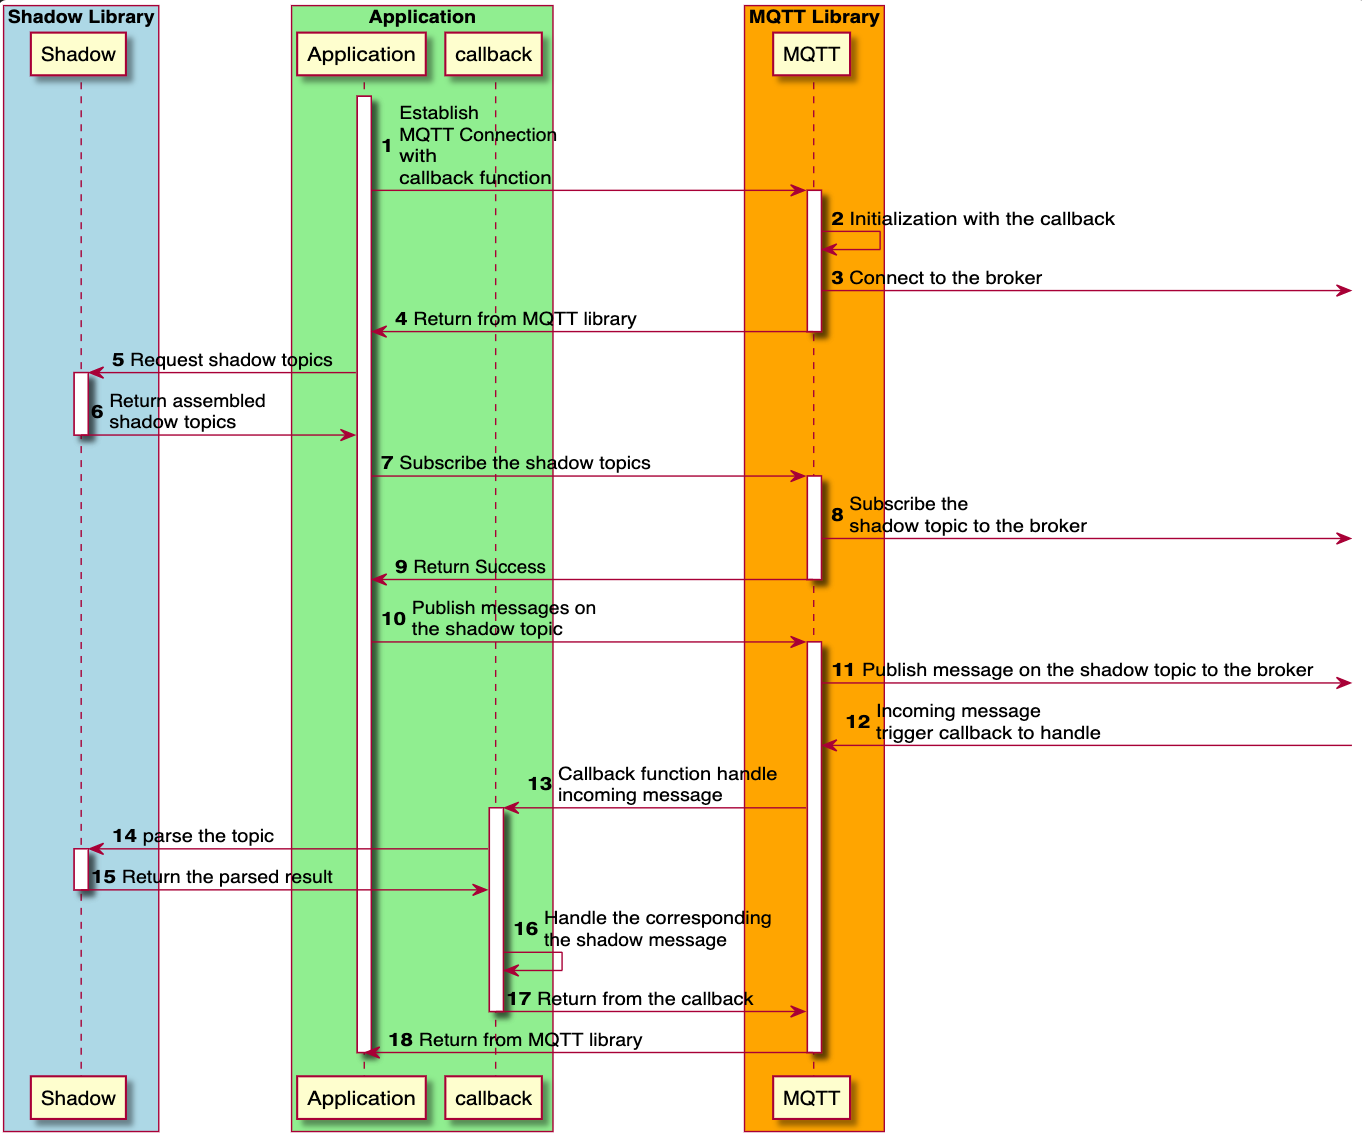 Shadow Library
Application
MQTT Library
Shadow
Application
callback
MQTT
1
Establish
MQTT Connection
with
callback function
2 Initialization with the callback
3 Connect to the broker
4 Return from MQTT library
5 Request shadow topics
6
Return assembled
shadow topics
7 Subscribe the shadow topics
8
Subscribe the
shadow topic to the broker
9 Return Success
10
Publish messages on
the shadow topic
11 Publish message on the shadow topic to the broker
12
Incoming message
trigger callback to handle
13
Callback function handle
incoming message
14 parse the topic
15 Return the parsed result
16
Handle the corresponding
the shadow message
17 Return from the callback
18 Return from MQTT library
Shadow
Application
callback
MQTT